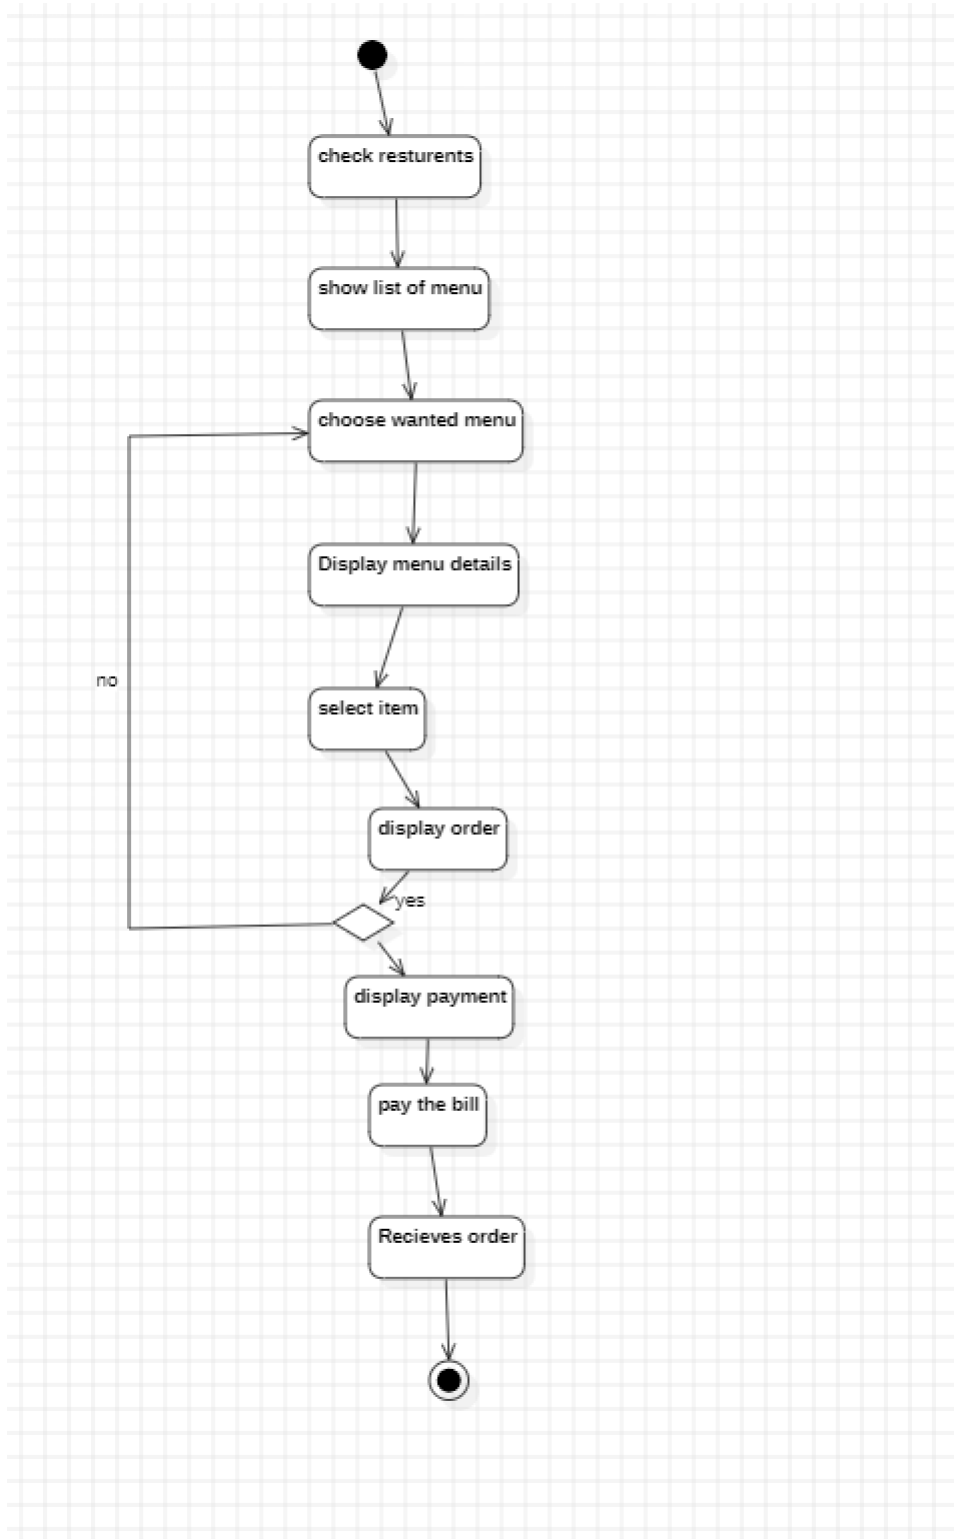 check resturents
show list of menu
choose wanted menu
Display menu details
no
select item
display order
yes
display payment
pay the bill
Recieves order